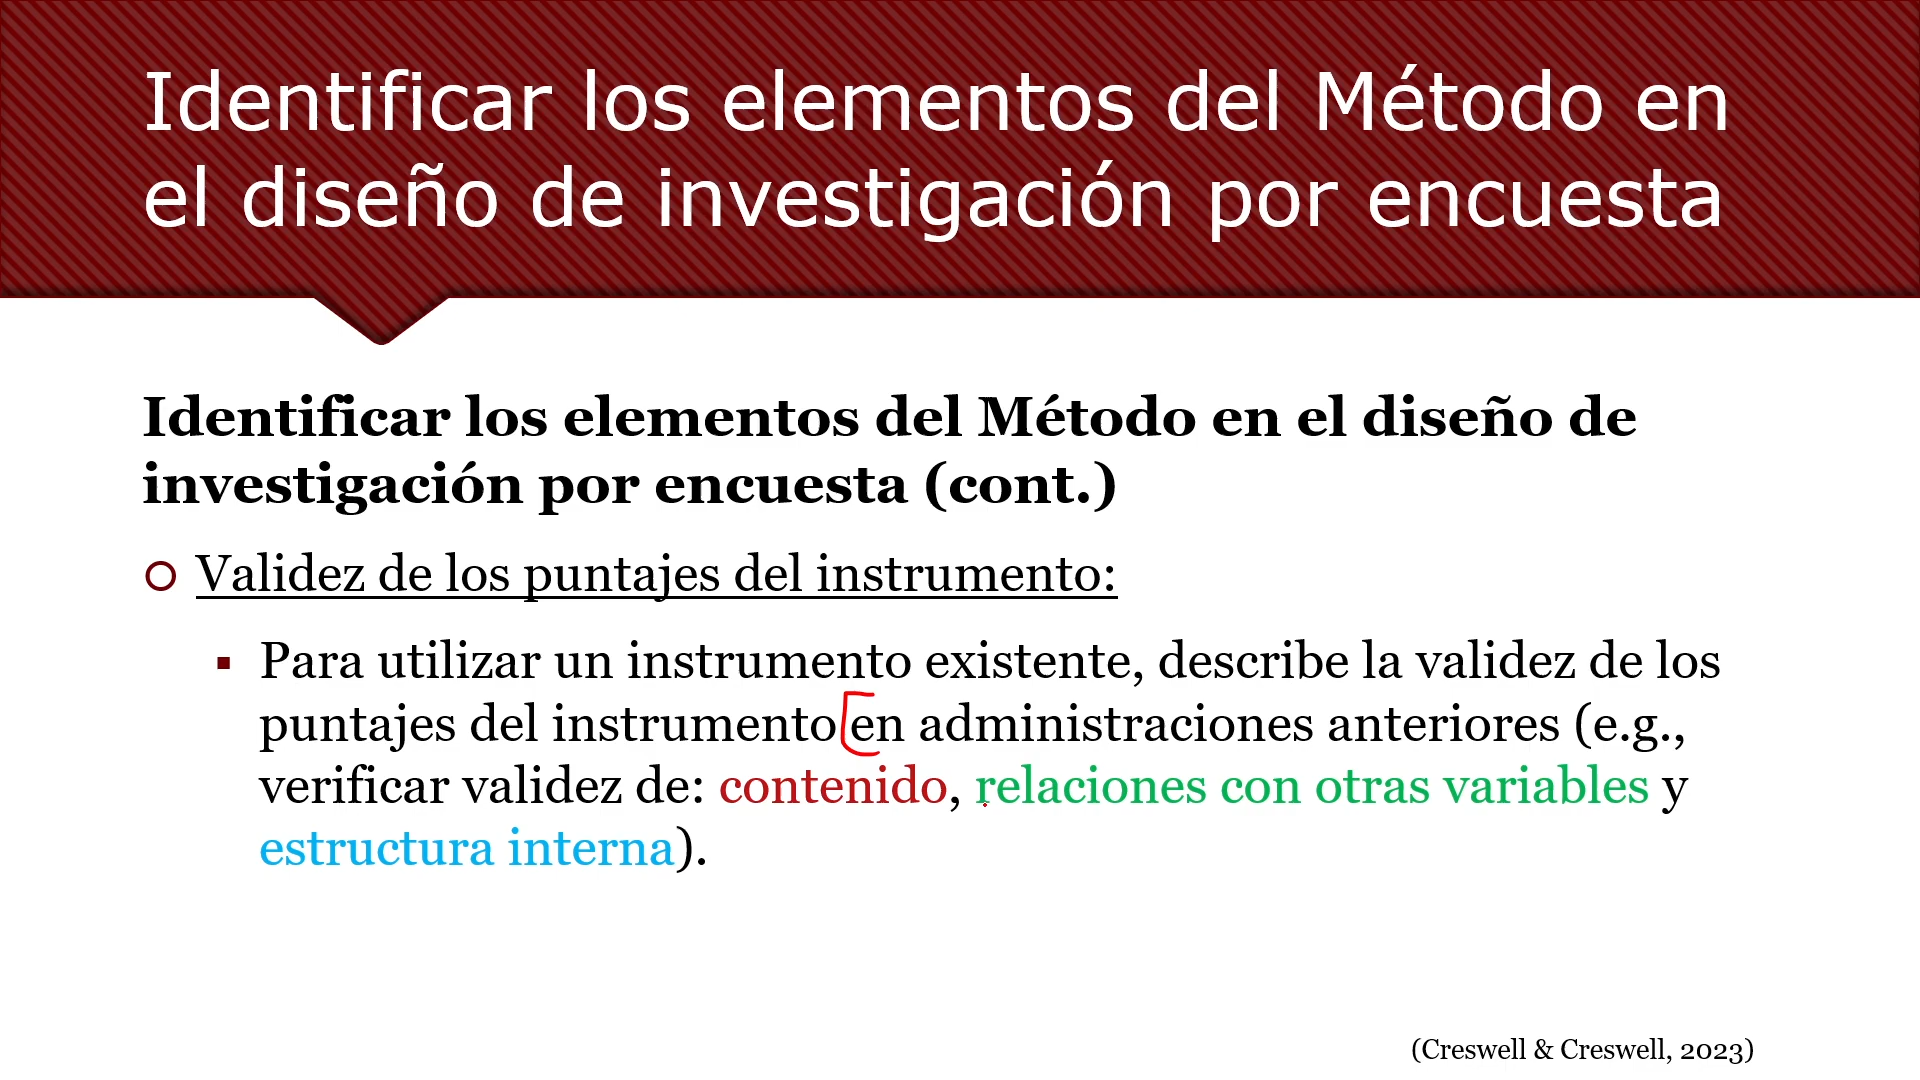 Identificar los elementos del Método en
el diseño de investigación por encuesta
Identificar los elementos del Método en el diseño de
investigación por encuesta (cont.)
Validez de los puntajes del instrumento:
Para utilizar un instrumento existente, describe la validez de los
puntajes del instrumento en administraciones anteriores (e.g.,
verificar validez de: contenido, relaciones con otras variables y
estructura interna).
(Creswell & Creswell, 2023)